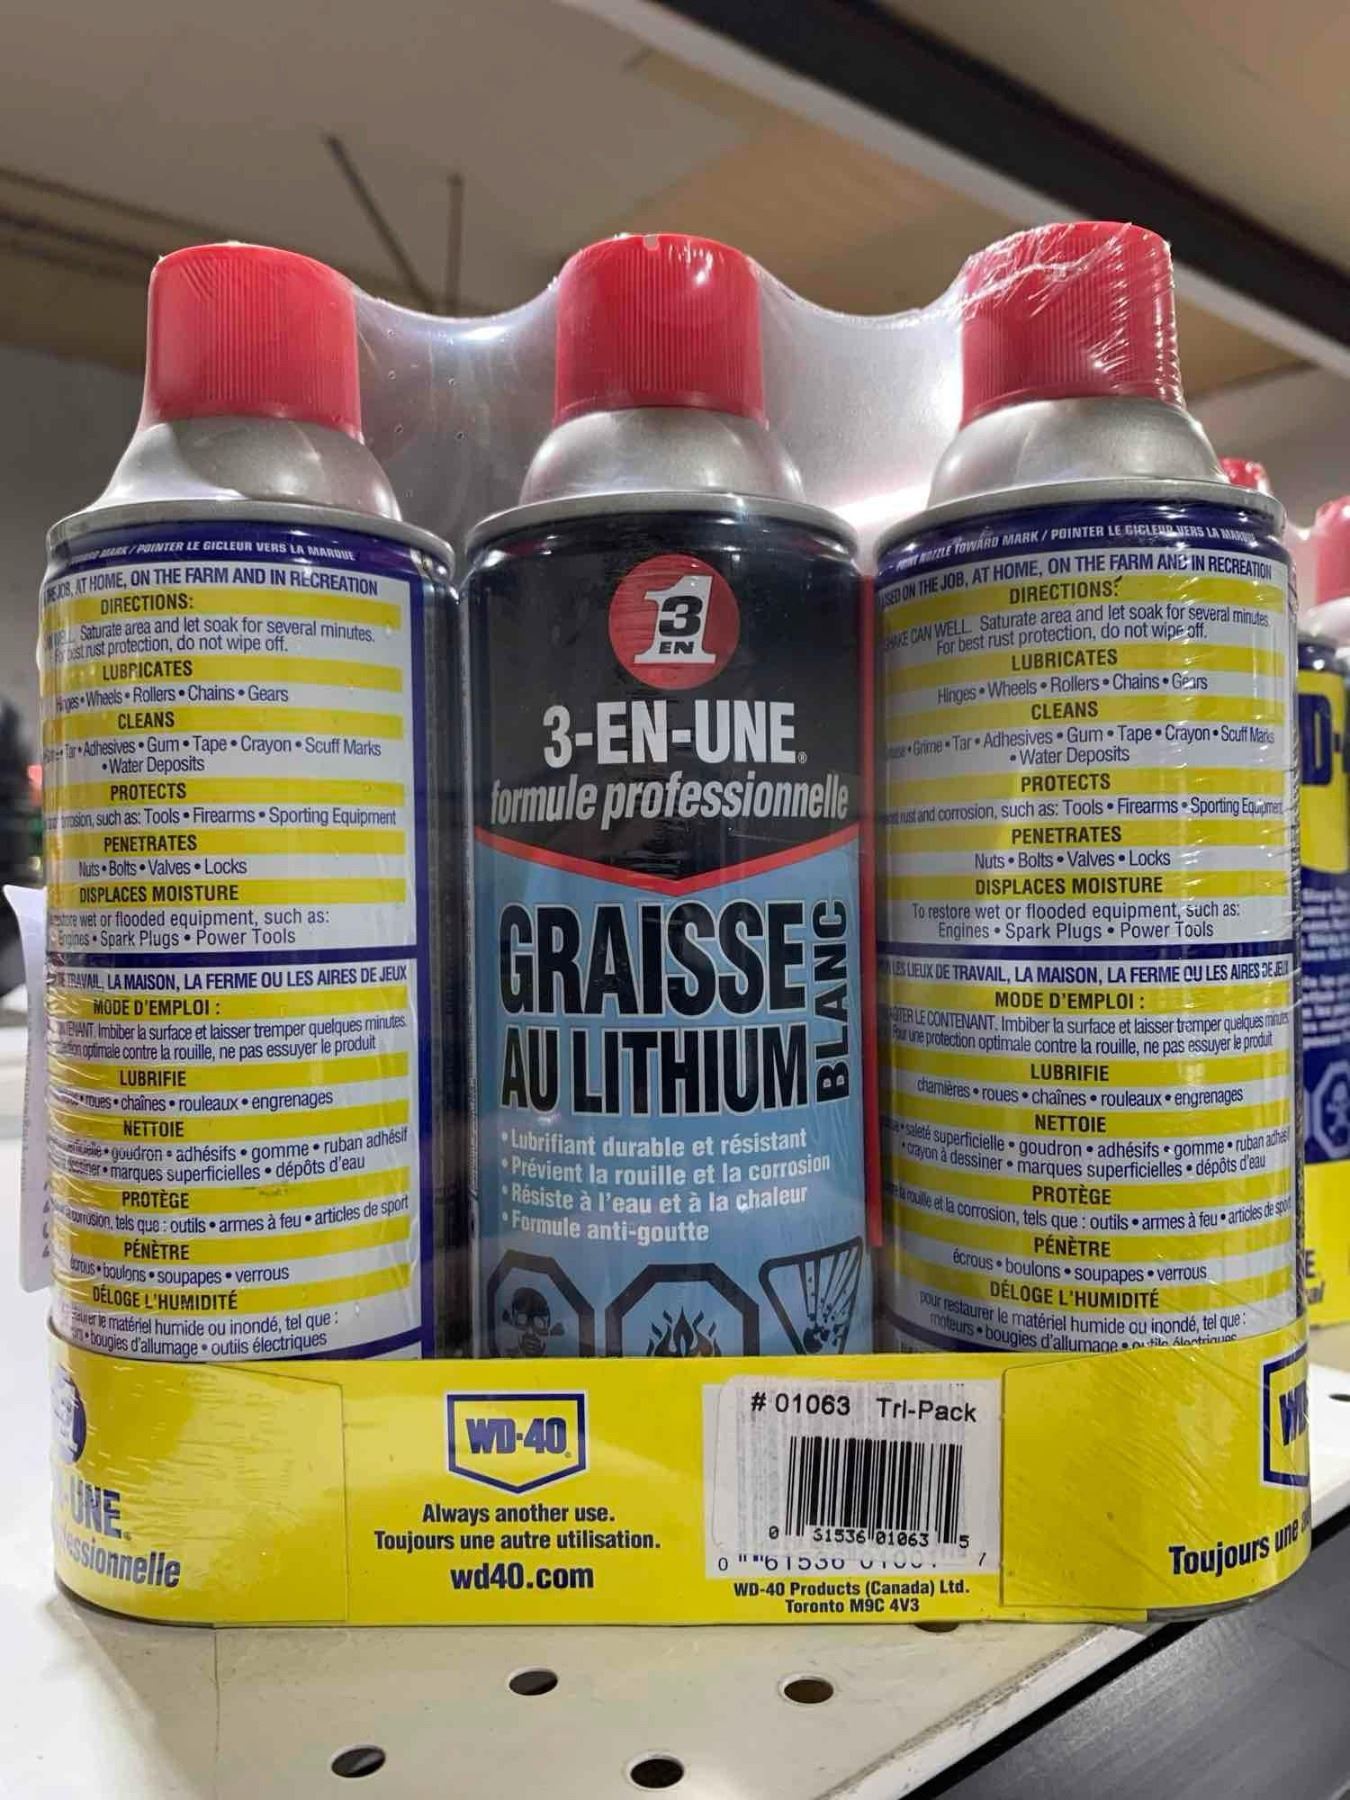 MARK / POINTER LE GICLEUR VERS LA MARQUE
JOB, AT HOME, ON THE FARM AND IN RECREATION
DIRECTIONS:
WELL. Saturate area and let soak for several minutes.
For best rust protection, do not wipe off.
LUBRICATES
Hinges • Wheels • Rollers • Chains • Gears
CLEANS
Tar • Adhesives • Gum • Tape • Crayon • Scuff Marks
• Water Deposits
PROTECTS
corrosion, such as: Tools • Firearms • Sporting Equipment
PENETRATES
Nuts • Bolts • Valves • Locks
DISPLACES MOISTURE
restore wet or flooded equipment, such as:
Engines • Spark Plugs • Power Tools
DE TRAVAIL, LA MAISON, LA FERME OU LES AIRES DE JEUX
MODE D'EMPLOI :
Imbiber la surface et laisser tremper quelques minutes.
optimale contre la rouille, ne pas essuyer le produit
LUBRIFIE
roues • chaînes • rouleaux • engrenages
NETTOIE
goudron • adhésifs • gomme • ruban adhésif
dessiner • marques superficielles • dépôts d'eau
PROTÈGE
corrosion, tels que : outils • armes à feu • articles de sport
PÉNÈTRE
écrous • boulons • soupapes • verrous
DÉLOGE L'HUMIDITÉ
le matériel humide ou inondé, tel que :
• bougies d'allumage • outils électriques
3
EN
1
3-EN-UNE®
formule professionnelle
GRAISSE
AU LITHIUM
BLANC
• Lubrifiant durable et résistant
• Prévient la rouille et la corrosion
• Résiste à l'eau et à la chaleur
• Formule anti-goutte
POINT NOZZLE TOWARD MARK / POINTER LE GICLEUR VERS LA MARQUE
USED ON THE JOB, AT HOME, ON THE FARM AND IN RECREATION
DIRECTIONS:
SHAKE CAN WELL. Saturate area and let soak for several minutes.
For best rust protection, do not wipe off.
LUBRICATES
Hinges • Wheels • Rollers • Chains • Gears
CLEANS
• Grime • Tar • Adhesives • Gum • Tape • Crayon • Scuff Marks
• Water Deposits
PROTECTS
rust and corrosion, such as: Tools • Firearms • Sporting Equipment
PENETRATES
Nuts • Bolts • Valves • Locks
DISPLACES MOISTURE
To restore wet or flooded equipment, such as:
Engines • Spark Plugs • Power Tools
LES LIEUX DE TRAVAIL, LA MAISON, LA FERME OU LES AIRES DE JEUX
MODE D'EMPLOI :
AGITER LE CONTENANT. Imbiber la surface et laisser tremper quelques minutes.
Pour une protection optimale contre la rouille, ne pas essuyer le produit
LUBRIFIE
charnières • roues • chaînes • rouleaux • engrenages
NETTOIE
• saleté superficielle • goudron • adhésifs • gomme • ruban adhésif
• crayon à dessiner • marques superficielles • dépôts d'eau
PROTÈGE
la rouille et la corrosion, tels que : outils • armes à feu • articles de sport
PÉNÈTRE
écrous • boulons • soupapes • verrous
DÉLOGE L'HUMIDITÉ
pour restaurer le matériel humide ou inondé, tel que :
moteurs • bougies d'allumage • outils électriques
-UNE
WD-40®
Always another use.
Toujours une autre utilisation.
wd40.com
# 01063 Tri-Pack
0 31536 01063 5
WD-40 Products (Canada) Ltd.
Toronto M9C 4V3
Toujours une